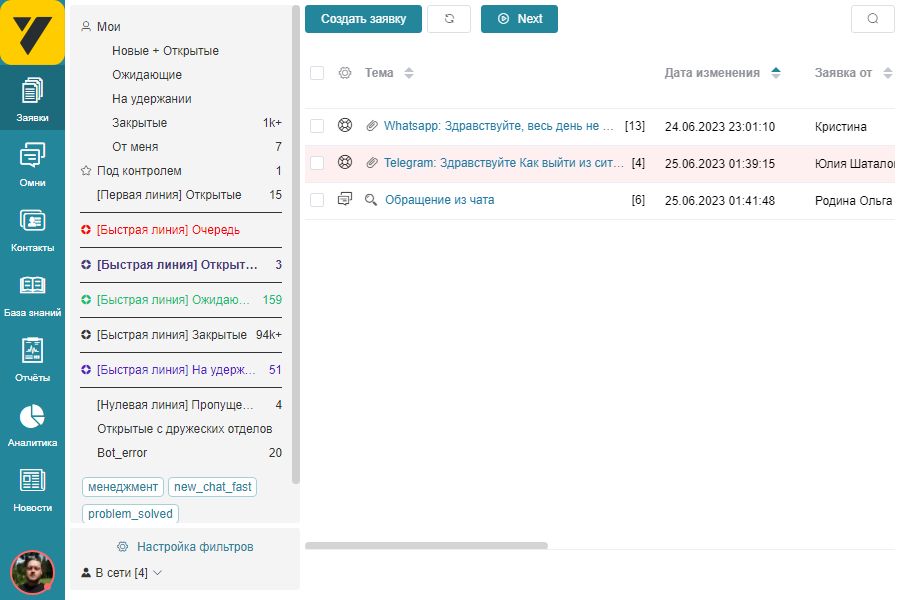 Заявки
Омни
Контакты
База знаний
Отчёты
Аналитика
Новости
Мои
Новые + Открытые
Ожидающие
На удержании
Закрытые 1k+
От меня 7
Под контролем 1
[Первая линия] Открытые 15
[Быстрая линия] Очередь
[Быстрая линия] Открыт... 3
[Быстрая линия] Ожидаю... 159
[Быстрая линия] Закрытые 94k+
[Быстрая линия] На удерж... 51
[Нулевая линия] Пропуще... 4
Открытые с дружеских отделов
Bot_error 20
менеджмент new_chat_fast
problem_solved
Настройка фильтров
В сети [4]
Создать заявку Next
Тема Дата изменения Заявка от
Whatsapp: Здравствуйте, весь день не ... [13] 24.06.2023 23:01:10 Кристина
Telegram: Здравствуйте Как выйти из сит... [4] 25.06.2023 01:39:15 Юлия Шатало
Обращение из чата [6] 25.06.2023 01:41:48 Родина Ольга